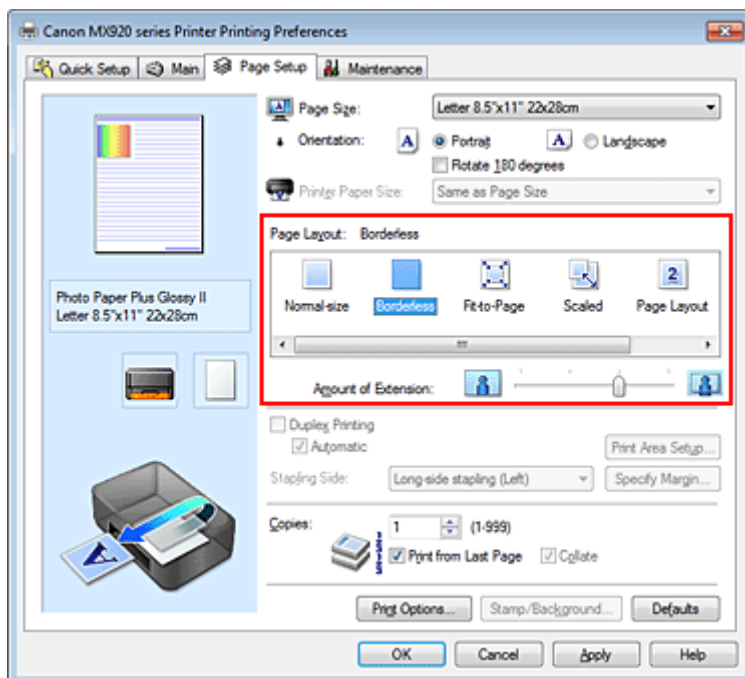 Canon MX920 series Printer Printing Preferences
Quick Setup Main Page Setup Maintenance
Page Size: Letter 8.5"x11" 22x28cm
Orientation: A Portrait A Landscape
Rotate 180 degrees
Printer Paper Size: Same as Page Size
Page Layout: Borderless
Normal-size Borderless Fit-to-Page Scaled Page Layout
Photo Paper Plus Glossy II
Letter 8.5"x11" 22x28cm
Amount of Extension:
Duplex Printing
Automatic Print Area Setup...
Stapling Side: Long-side stapling (Left) Specify Margin...
Copies: 1 (1-999)
Print from Last Page Collate
Print Options... Stamp/Background... Defaults
OK Cancel Apply Help